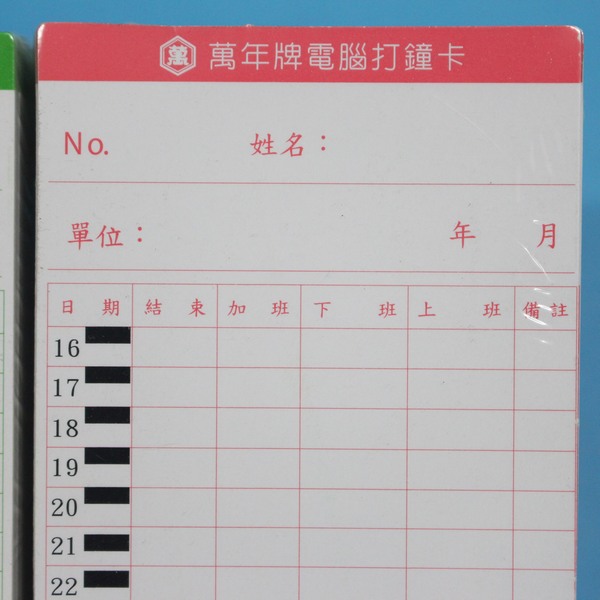 萬 萬年牌電腦打鐘卡
No. 姓名：
單位： 年 月
日期 結束 加班 下班 上班 備註
16
17
18
19
20
21
22